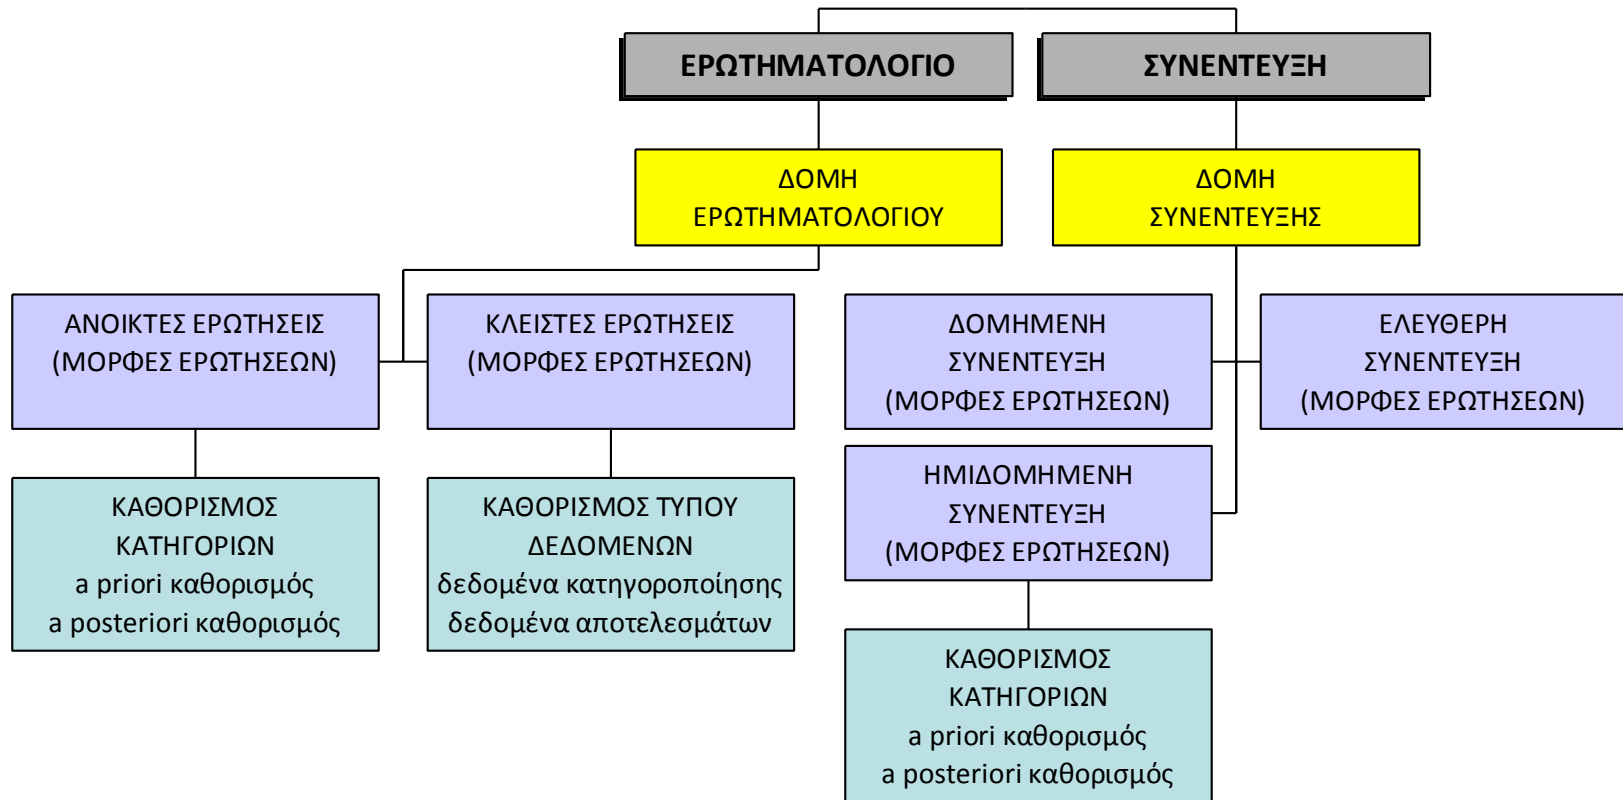 ΕΡΩΤΗΜΑΤΟΛΟΓΙΟ
ΣΥΝΕΝΤΕΥΞΗ
ΔΟΜΗ
ΕΡΩΤΗΜΑΤΟΛΟΓΙΟΥ
ΔΟΜΗ
ΣΥΝΕΝΤΕΥΞΗΣ
ΑΝΟΙΚΤΕΣ ΕΡΩΤΗΣΕΙΣ
(ΜΟΡΦΕΣ ΕΡΩΤΗΣΕΩΝ)
ΚΛΕΙΣΤΕΣ ΕΡΩΤΗΣΕΙΣ
(ΜΟΡΦΕΣ ΕΡΩΤΗΣΕΩΝ)
ΔΟΜΗΜΕΝΗ
ΣΥΝΕΝΤΕΥΞΗ
(ΜΟΡΦΕΣ ΕΡΩΤΗΣΕΩΝ)
ΕΛΕΥΘΕΡΗ
ΣΥΝΕΝΤΕΥΞΗ
(ΜΟΡΦΕΣ ΕΡΩΤΗΣΕΩΝ)
ΚΑΘΟΡΙΣΜΟΣ
ΚΑΤΗΓΟΡΙΩΝ
a priori καθορισμός
a posteriori καθορισμός
ΚΑΘΟΡΙΣΜΟΣ ΤΥΠΟΥ
ΔΕΔΟΜΕΝΩΝ
δεδομένα κατηγοροποίησης
δεδομένα αποτελεσμάτων
ΗΜΙΔΟΜΗΜΕΝΗ
ΣΥΝΕΝΤΕΥΞΗ
(ΜΟΡΦΕΣ ΕΡΩΤΗΣΕΩΝ)
ΚΑΘΟΡΙΣΜΟΣ
ΚΑΤΗΓΟΡΙΩΝ
a priori καθορισμός
a posteriori καθορισμός